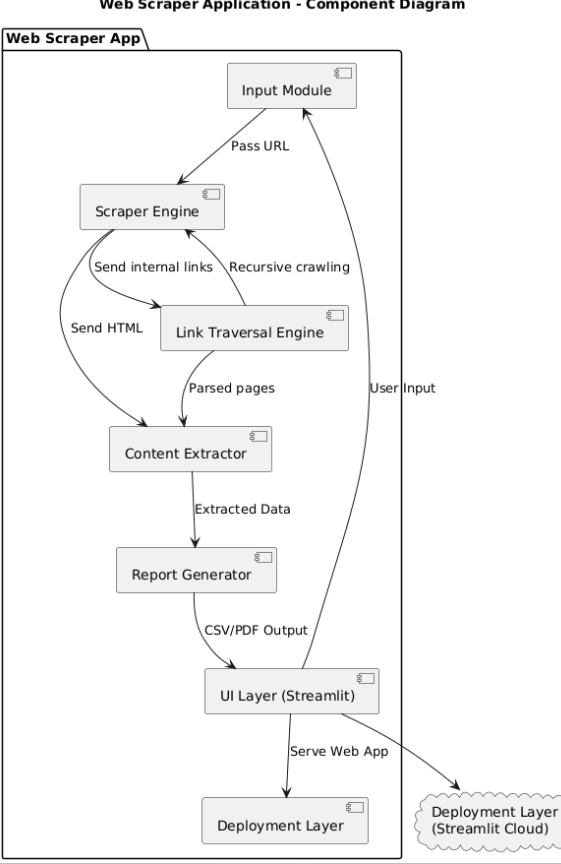 Web Scraper Application - Component Diagram
Web Scraper App
Input Module
Pass URL
Scraper Engine
Send internal links
Recursive crawling
Send HTML
Link Traversal Engine
Parsed pages
User Input
Content Extractor
Extracted Data
Report Generator
CSV/PDF Output
UI Layer (Streamlit)
Serve Web App
Deployment Layer
Deployment Layer
(Streamlit Cloud)